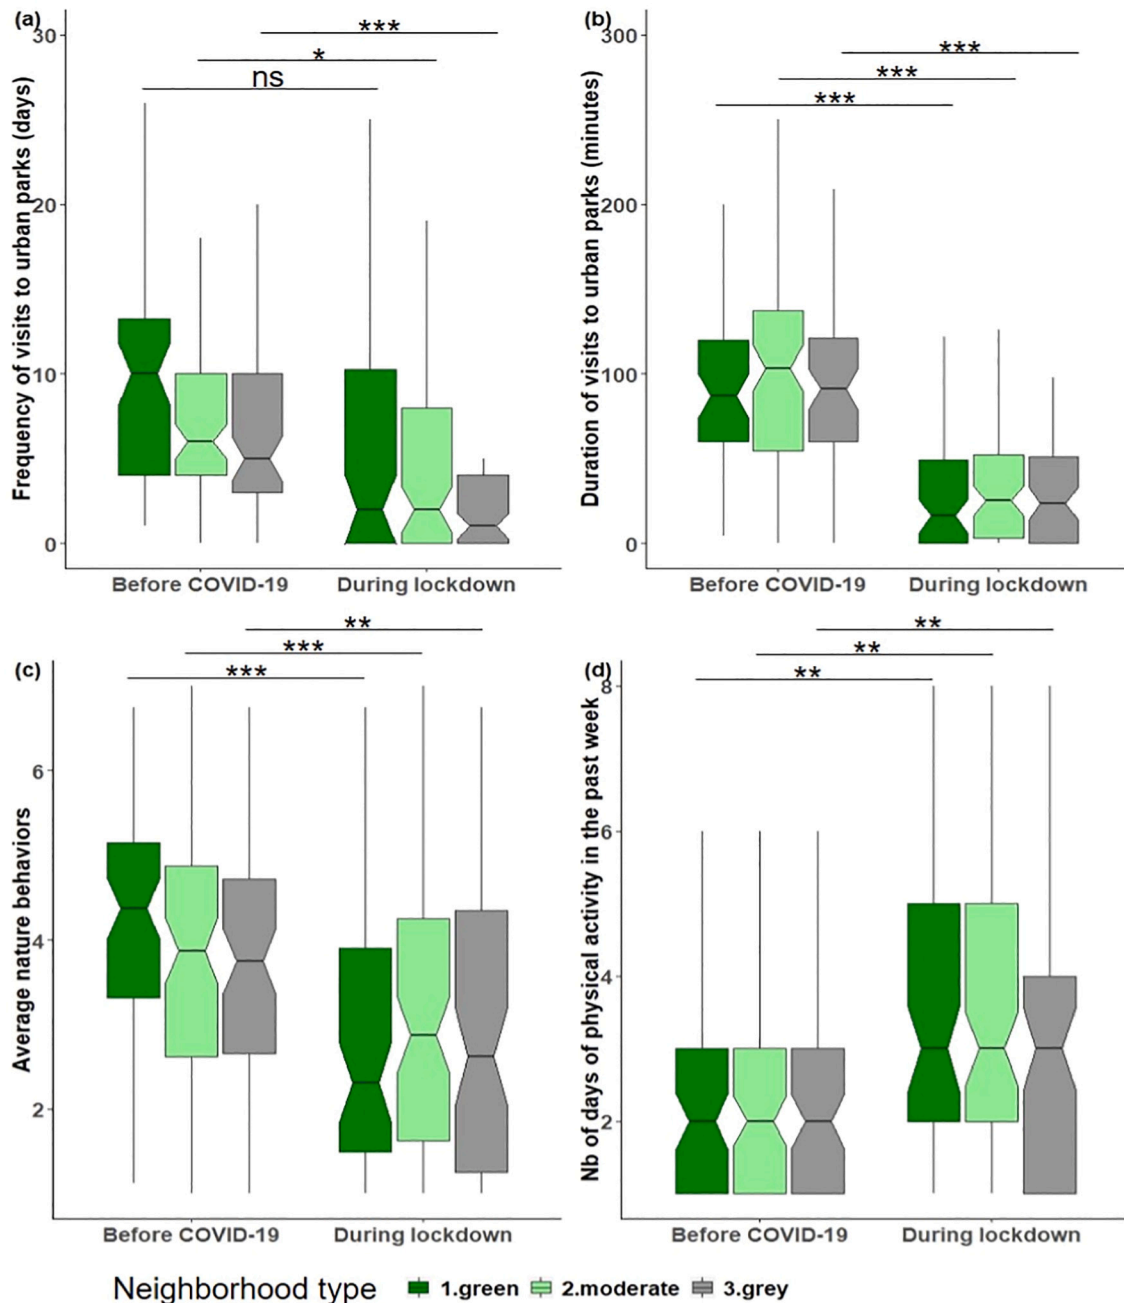 (a)
Frequency of visits to urban parks (days)
30
20
10
0
ns
*
***
Before COVID-19
During lockdown
(b)
Duration of visits to urban parks (minutes)
300
200
100
0
***
***
***
Before COVID-19
During lockdown
(c)
Average nature behaviors
6
4
2
***
***
**
Before COVID-19
During lockdown
(d)
Nb of days of physical activity in the past week
8
6
4
2
**
**
**
Before COVID-19
During lockdown
Neighborhood type 1.green 2.moderate 3.grey